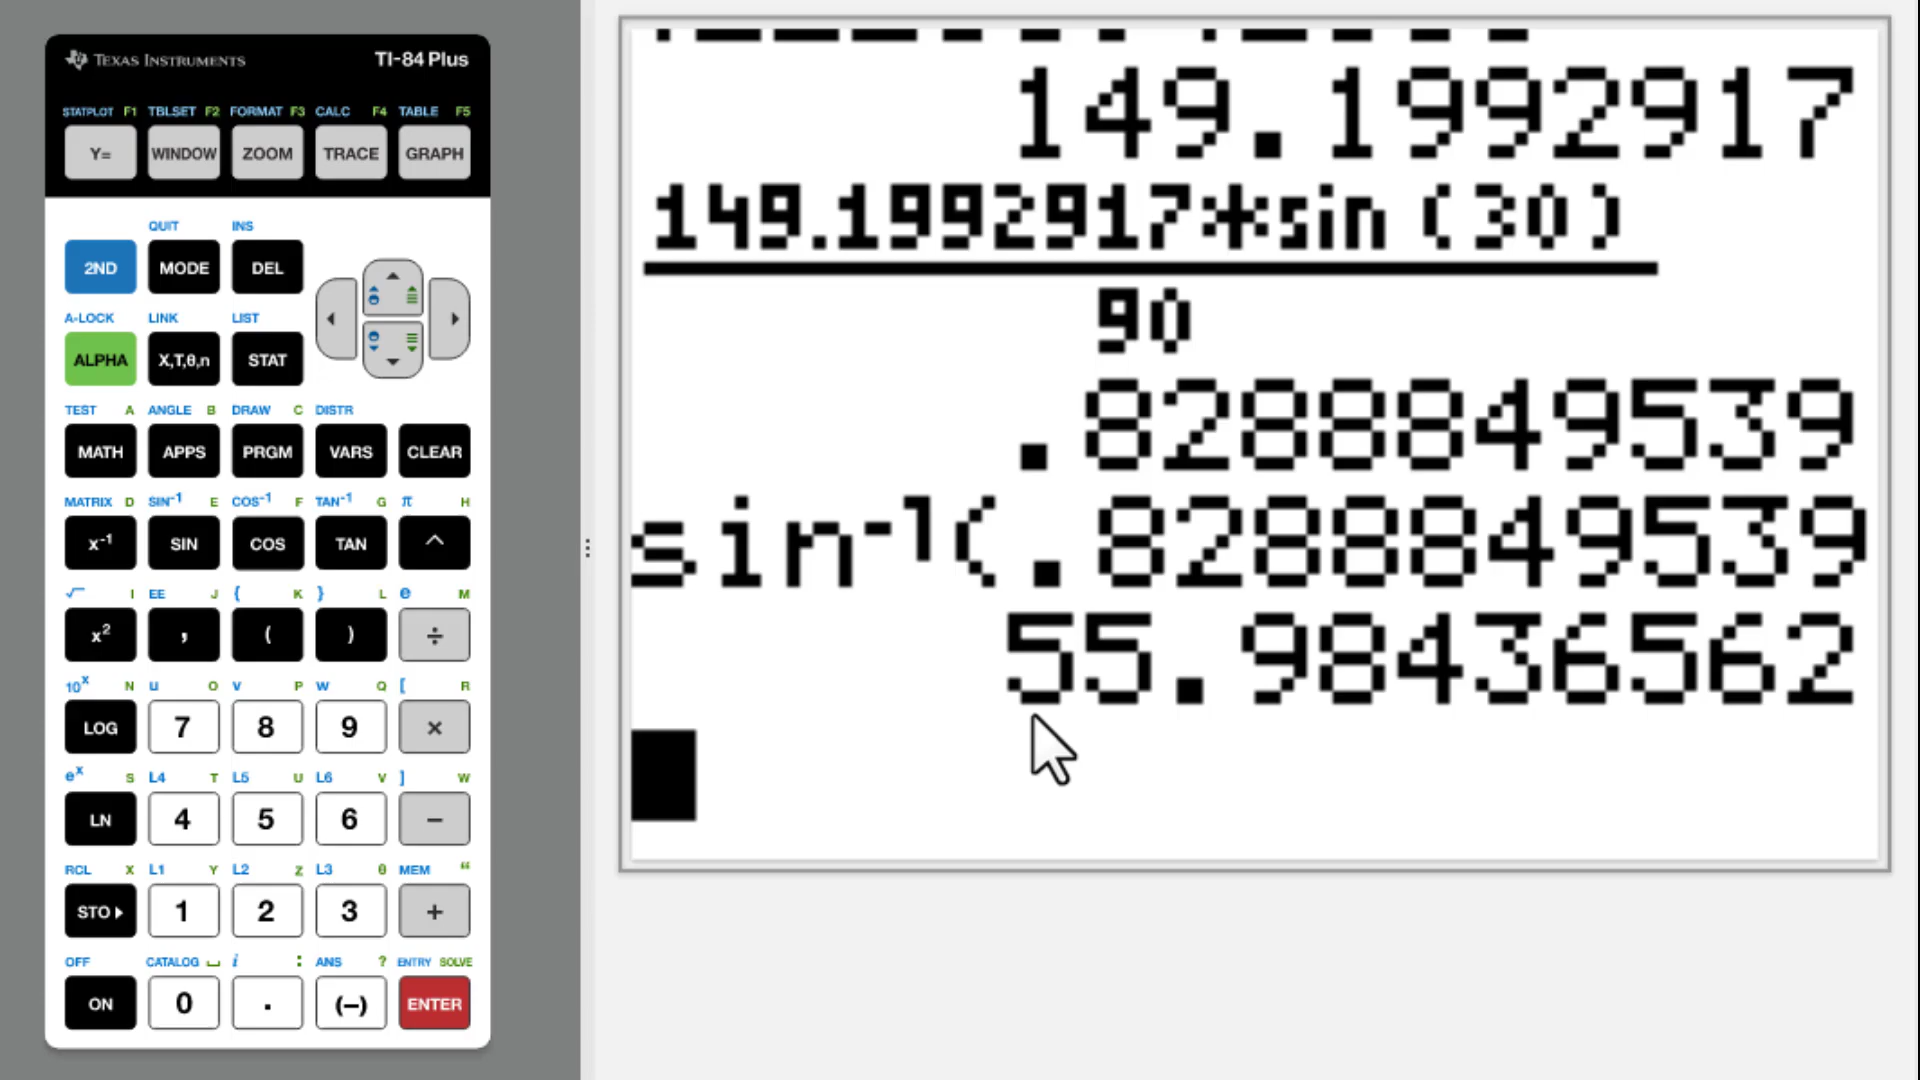 TEXAS INSTRUMENTS TI-84 Plus
STATPLOT F1 TBLSET F2 FORMAT F3 CALC F4 TABLE F5
Y= WINDOW ZOOM TRACE GRAPH
QUIT INS
2ND MODE DEL
A-LOCK LINK LIST
ALPHA X,T,θ,n STAT
TEST A ANGLE B DRAW C DISTR
MATH APPS PRGM VARS CLEAR
MATRIX D SIN⁻¹ E COS⁻¹ F TAN⁻¹ G π H
x⁻¹ SIN COS TAN ^
√‾ I EE J { K } L e M
x² , ( ) ÷
10ˣ N u O v P w Q [ R
LOG 7 8 9 ×
eˣ S L4 T L5 U L6 V ] W
LN 4 5 6 −
RCL X L1 Y L2 Z L3 θ MEM “
STO▸ 1 2 3 +
OFF CATALOG ⎵ i : ANS ? ENTRY SOLVE
ON 0 . (−) ENTER
149.1992917
149.1992917*sin(30)
90
.8288849539
sin⁻¹(.8288849539
55.98436562